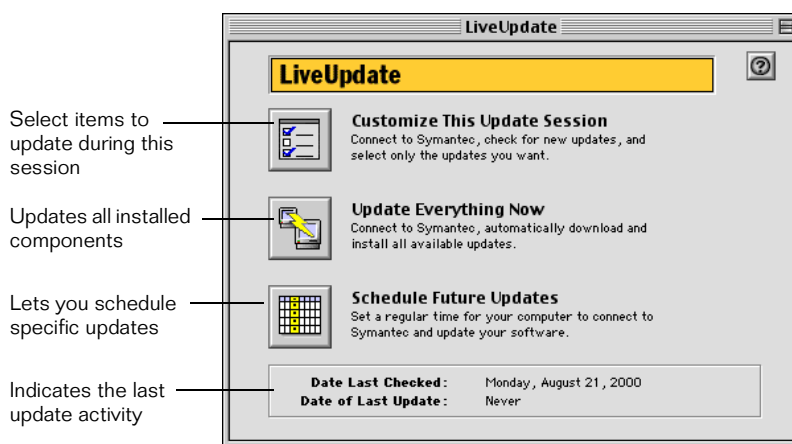 LiveUpdate
LiveUpdate
?
Select items to
update during this
session
Customize This Update Session
Connect to Symantec, check for new updates, and
select only the updates you want.
Updates all installed
components
Update Everything Now
Connect to Symantec, automatically download and
install all available updates.
Lets you schedule
specific updates
Schedule Future Updates
Set a regular time for your computer to connect to
Symantec and update your software.
Indicates the last
update activity
Date Last Checked: Monday, August 21, 2000
Date of Last Update: Never